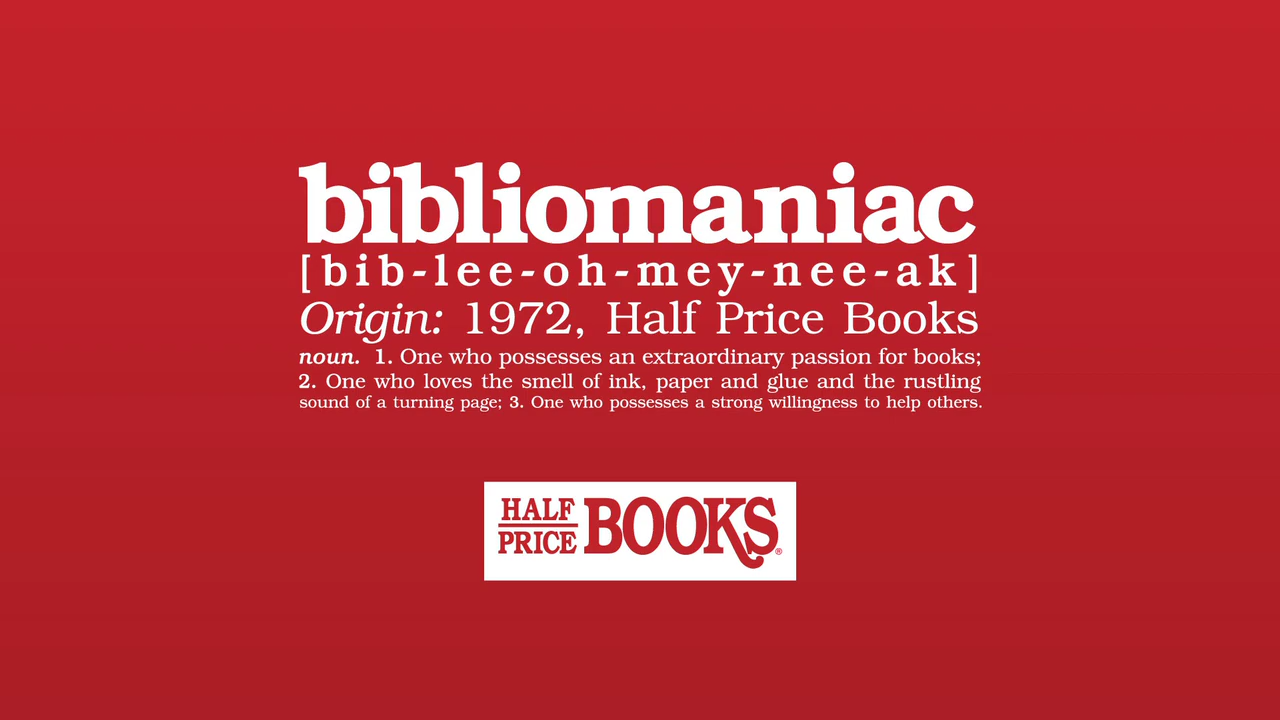 bibliomaniac
[bib-lee-oh-mey-nee-ak]
Origin: 1972, Half Price Books
noun. 1. One who possesses an extraordinary passion for books;
2. One who loves the smell of ink, paper and glue and the rustling
sound of a turning page; 3. One who possesses a strong willingness to help others.
HALF PRICE BOOKS®